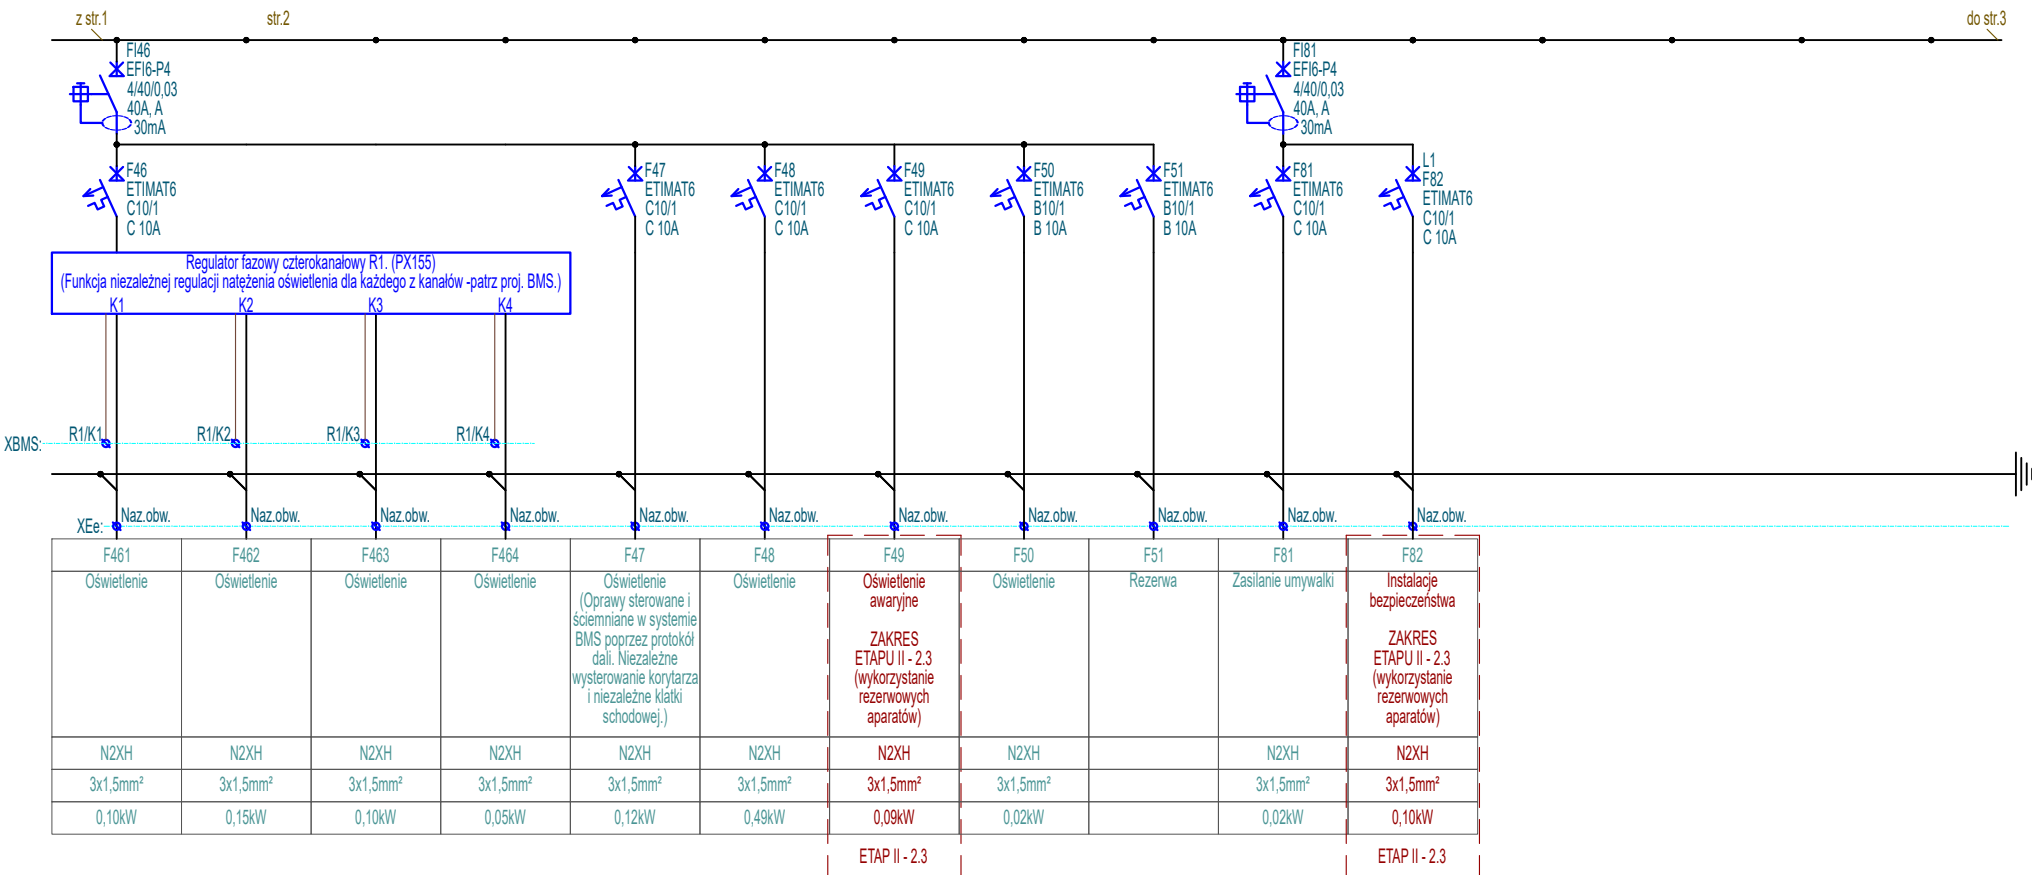 z str.1
str.2
do str.3
FI46
EFI6-P4
4/40/0,03
40A, A
30mA
FI81
EFI6-P4
4/40/0,03
40A, A
30mA
F46
ETIMAT6
C10/1
C 10A
F47
ETIMAT6
C10/1
C 10A
F48
ETIMAT6
C10/1
C 10A
F49
ETIMAT6
C10/1
C 10A
F50
ETIMAT6
B10/1
B 10A
F51
ETIMAT6
B10/1
B 10A
F81
ETIMAT6
C10/1
C 10A
L1
F82
ETIMAT6
C10/1
C 10A
Regulator fazowy czterokanałowy R1. (PX155)
(Funkcja niezależnej regulacji natężenia oświetlenia dla każdego z kanałów -patrz proj. BMS.)
K1 K2 K3 K4
XBMS: R1/K1 R1/K2 R1/K3 R1/K4
XEe: Naz.obw. Naz.obw. Naz.obw. Naz.obw. Naz.obw. Naz.obw. Naz.obw. Naz.obw. Naz.obw. Naz.obw. Naz.obw.
F461 F462 F463 F464 F47 F48 F49 F50 F51 F81 F82
Oświetlenie
Oświetlenie
Oświetlenie
Oświetlenie
Oświetlenie
(Oprawy sterowane i
ściemniane w systemie
BMS poprzez protokół
dali. Niezależne
wysterowanie korytarza
i niezależne klatki
schodowej.)
Oświetlenie
Oświetlenie
awaryjne
ZAKRES
ETAPU II - 2.3
(wykorzystanie
rezerwowych
aparatów)
Oświetlenie
Rezerwa
Zasilanie umywalki
Instalacje
bezpieczeństwa
ZAKRES
ETAPU II - 2.3
(wykorzystanie
rezerwowych
aparatów)
N2XH N2XH N2XH N2XH N2XH N2XH N2XH N2XH N2XH N2XH
3x1,5mm² 3x1,5mm² 3x1,5mm² 3x1,5mm² 3x1,5mm² 3x1,5mm² 3x1,5mm² 3x1,5mm² 3x1,5mm² 3x1,5mm²
0,10kW 0,15kW 0,10kW 0,05kW 0,12kW 0,49kW 0,09kW 0,02kW 0,02kW 0,10kW
ETAP II - 2.3 ETAP II - 2.3